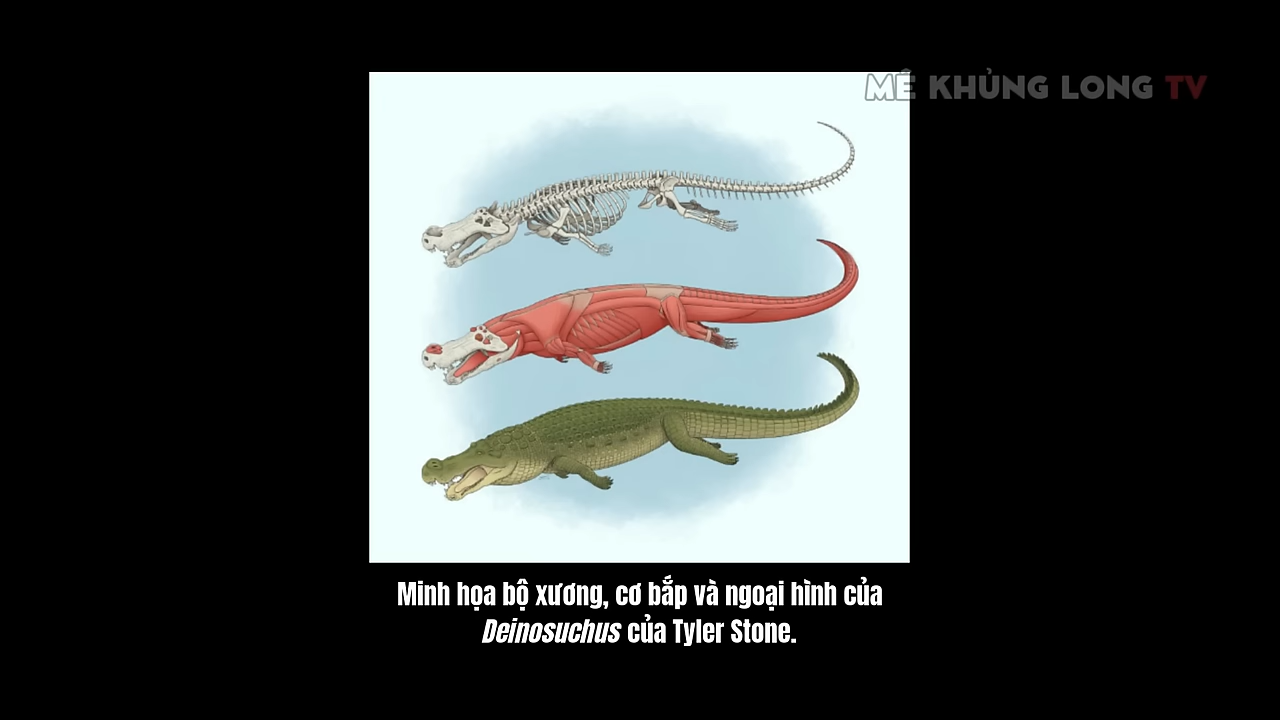 MÊ KHỦNG LONG TV
Minh họa bộ xương, cơ bắp và ngoại hình của
Deinosuchus của Tyler Stone.